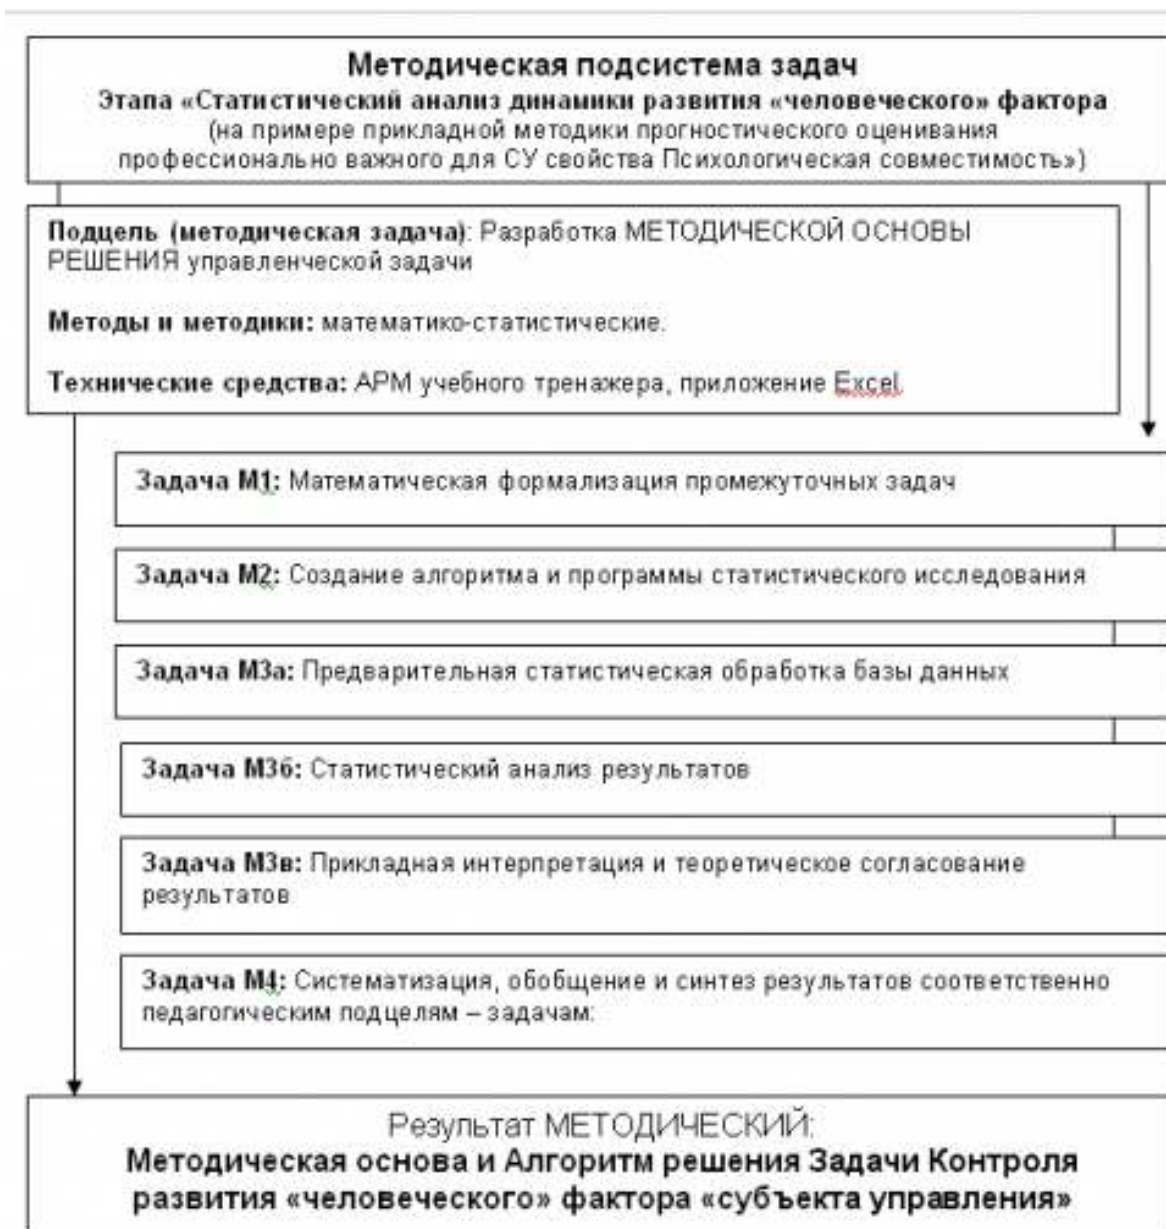 Методическая подсистема задач
Этапа «Статистический анализ динамики развития «человеческого» фактора
(на примере прикладной методики прогностического оценивания
профессионально важного для СУ свойства Психологическая совместимость»)
Подцель (методическая задача): Разработка МЕТОДИЧЕСКОЙ ОСНОВЫ
РЕШЕНИЯ управленческой задачи
Методы и методики: математико-статистические.
Технические средства: АРМ учебного тренажера, приложение Excel.
Задача М1: Математическая формализация промежуточных задач
Задача М2: Создание алгоритма и программы статистического исследования
Задача М3а: Предварительная статистическая обработка базы данных
Задача М3б: Статистический анализ результатов
Задача М3в: Прикладная интерпретация и теоретическое согласование
результатов
Задача М4: Систематизация, обобщение и синтез результатов соответственно
педагогическим подцелям – задачам:
Результат МЕТОДИЧЕСКИЙ:
Методическая основа и Алгоритм решения Задачи Контроля
развития «человеческого» фактора «субъекта управления»